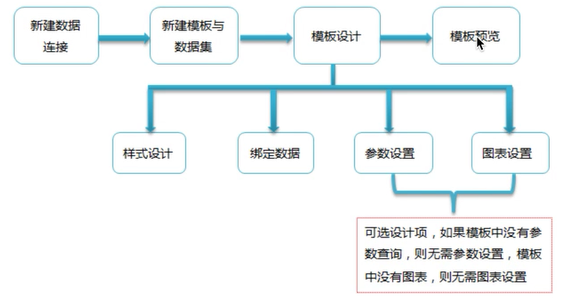 新建数据
连接
新建模板与
数据集
模板设计
模板预览
样式设计
绑定数据
参数设置
图表设置
可选设计项，如果模板中没有参
数查询，则无需参数设置，模板
中没有图表，则无需图表设置